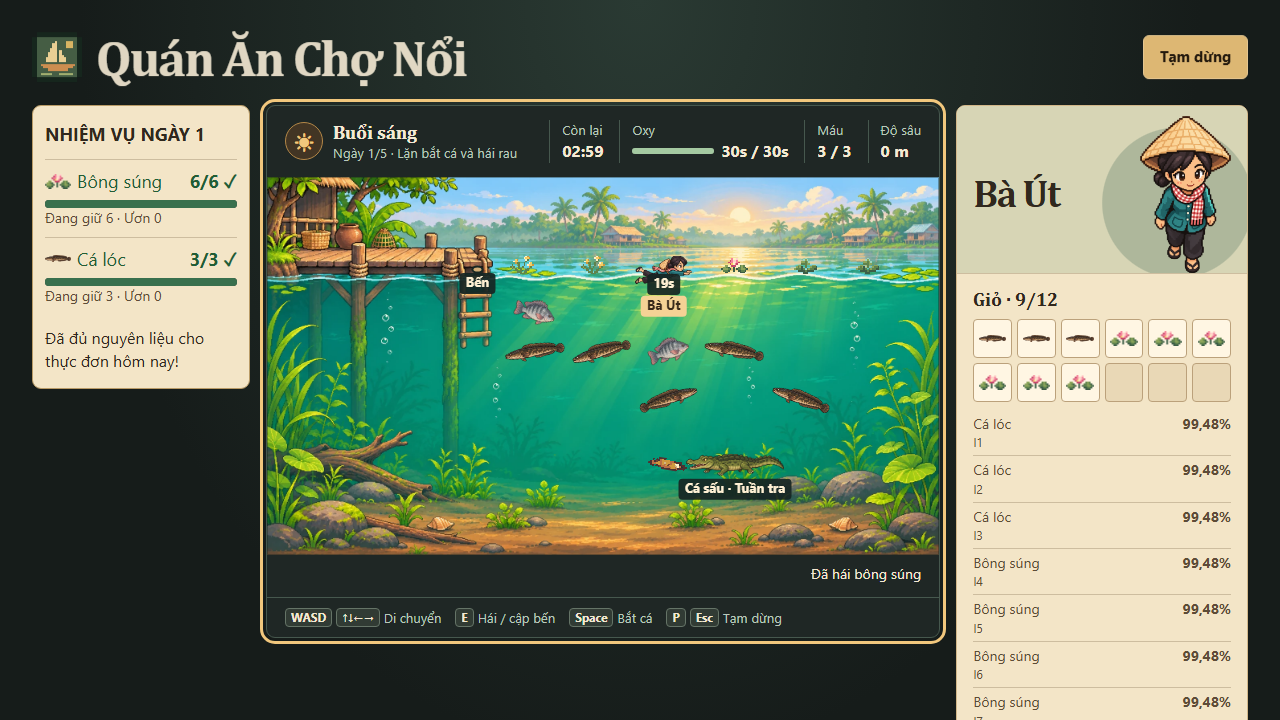 Quán Ăn Chợ Nổi
Tạm dừng
NHIỆM VỤ NGÀY 1
Bông súng 6/6 ✓
Đang giữ 6 · Ươn 0
Cá lóc 3/3 ✓
Đang giữ 3 · Ươn 0
Đã đủ nguyên liệu cho
thực đơn hôm nay!
Buổi sáng
Ngày 1/5 · Lặn bắt cá và hái rau
Còn lại
02:59
Oxy
30s / 30s
Máu
3 / 3
Độ sâu
0 m
Bến
19s
Bà Út
Cá sấu · Tuần tra
Đã hái bông súng
WASD ↑↓←→ Di chuyển E Hái / cập bến Space Bắt cá P Esc Tạm dừng
Bà Út
Giỏ · 9/12
Cá lóc 99,48%
I1
Cá lóc 99,48%
I2
Cá lóc 99,48%
I3
Bông súng 99,48%
I4
Bông súng 99,48%
I5
Bông súng 99,48%
I6
Bông súng 99,48%